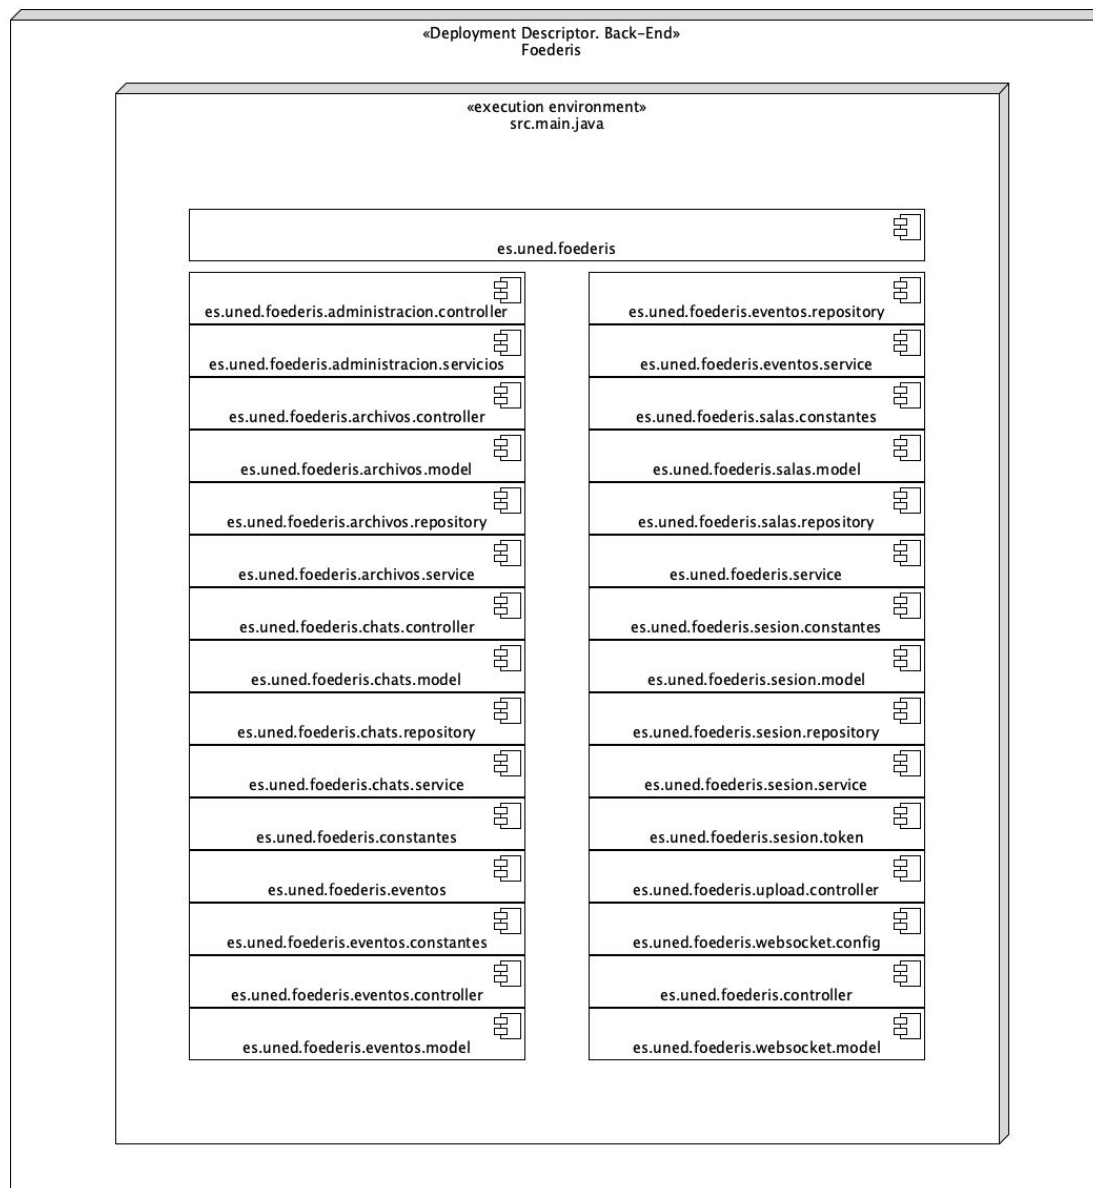 «Deployment Descriptor. Back-End»
Foederis
«execution environment»
src.main.java
es.uned.foederis
es.uned.foederis.administracion.controller
es.uned.foederis.administracion.servicios
es.uned.foederis.archivos.controller
es.uned.foederis.archivos.model
es.uned.foederis.archivos.repository
es.uned.foederis.archivos.service
es.uned.foederis.chats.controller
es.uned.foederis.chats.model
es.uned.foederis.chats.repository
es.uned.foederis.chats.service
es.uned.foederis.constantes
es.uned.foederis.eventos
es.uned.foederis.eventos.constantes
es.uned.foederis.eventos.controller
es.uned.foederis.eventos.model
es.uned.foederis.eventos.repository
es.uned.foederis.eventos.service
es.uned.foederis.salas.constantes
es.uned.foederis.salas.model
es.uned.foederis.salas.repository
es.uned.foederis.service
es.uned.foederis.sesion.constantes
es.uned.foederis.sesion.model
es.uned.foederis.sesion.repository
es.uned.foederis.sesion.service
es.uned.foederis.sesion.token
es.uned.foederis.upload.controller
es.uned.foederis.websocket.config
es.uned.foederis.controller
es.uned.foederis.websocket.model